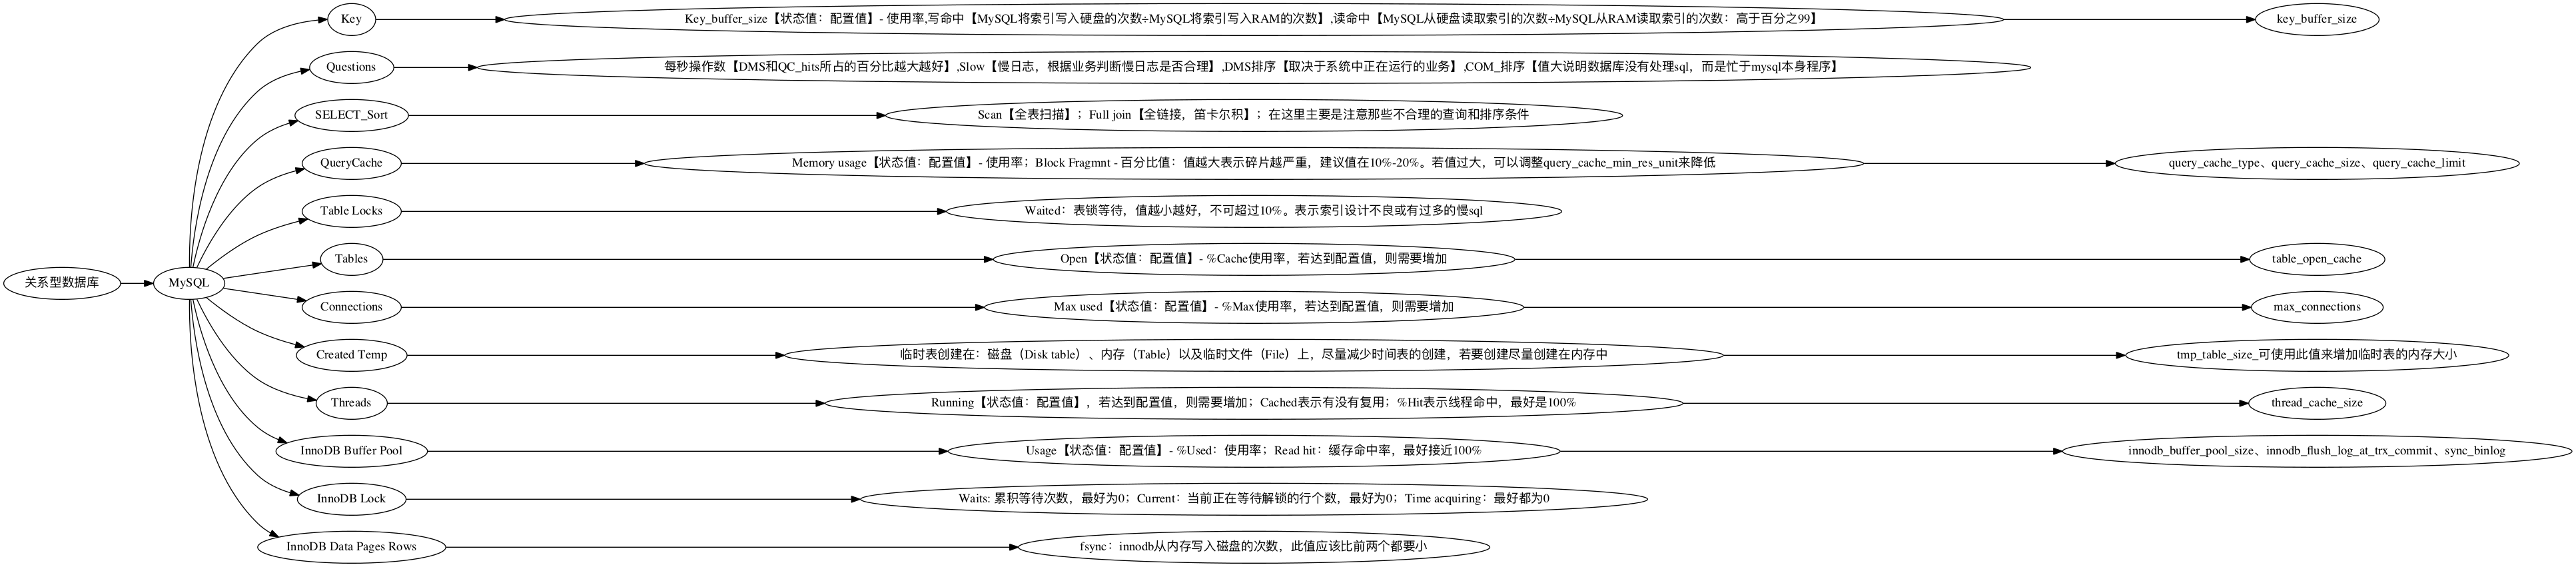 Key
Key_buffer_size【状态值：配置值】- 使用率,写命中【MySQL将索引写入硬盘的次数÷MySQL将索引写入RAM的次数】,读命中【MySQL从硬盘读取索引的次数÷MySQL从RAM读取索引的次数：高于百分之99】
key_buffer_size
Questions
每秒操作数【DMS和QC_hits所占的百分比越大越好】,Slow【慢日志，根据业务判断慢日志是否合理】,DMS排序【取决于系统中正在运行的业务】,COM_排序【值大说明数据库没有处理sql，而是忙于mysql本身程序】
SELECT_Sort
Scan【全表扫描】；Full join【全链接，笛卡尔积】；在这里主要是注意那些不合理的查询和排序条件
QueryCache
Memory usage【状态值：配置值】- 使用率；Block Fragmnt - 百分比值：值越大表示碎片越严重，建议值在10%-20%。若值过大，可以调整query_cache_min_res_unit来降低
query_cache_type、query_cache_size、query_cache_limit
Table Locks
Waited：表锁等待，值越小越好，不可超过10%。表示索引设计不良或有过多的慢sql
Tables
Open【状态值：配置值】- %Cache使用率，若达到配置值，则需要增加
table_open_cache
关系型数据库
MySQL
Connections
Max used【状态值：配置值】- %Max使用率，若达到配置值，则需要增加
max_connections
Created Temp
临时表创建在：磁盘（Disk table）、内存（Table）以及临时文件（File）上，尽量减少时间表的创建，若要创建尽量创建在内存中
tmp_table_size_可使用此值来增加临时表的内存大小
Threads
Running【状态值：配置值】，若达到配置值，则需要增加；Cached表示有没有复用；%Hit表示线程命中，最好是100%
thread_cache_size
InnoDB Buffer Pool
Usage【状态值：配置值】- %Used：使用率；Read hit：缓存命中率，最好接近100%
innodb_buffer_pool_size、innodb_flush_log_at_trx_commit、sync_binlog
InnoDB Lock
Waits: 累积等待次数，最好为0；Current：当前正在等待解锁的行个数，最好为0；Time acquiring：最好都为0
InnoDB Data Pages Rows
fsync：innodb从内存写入磁盘的次数，此值应该比前两个都要小